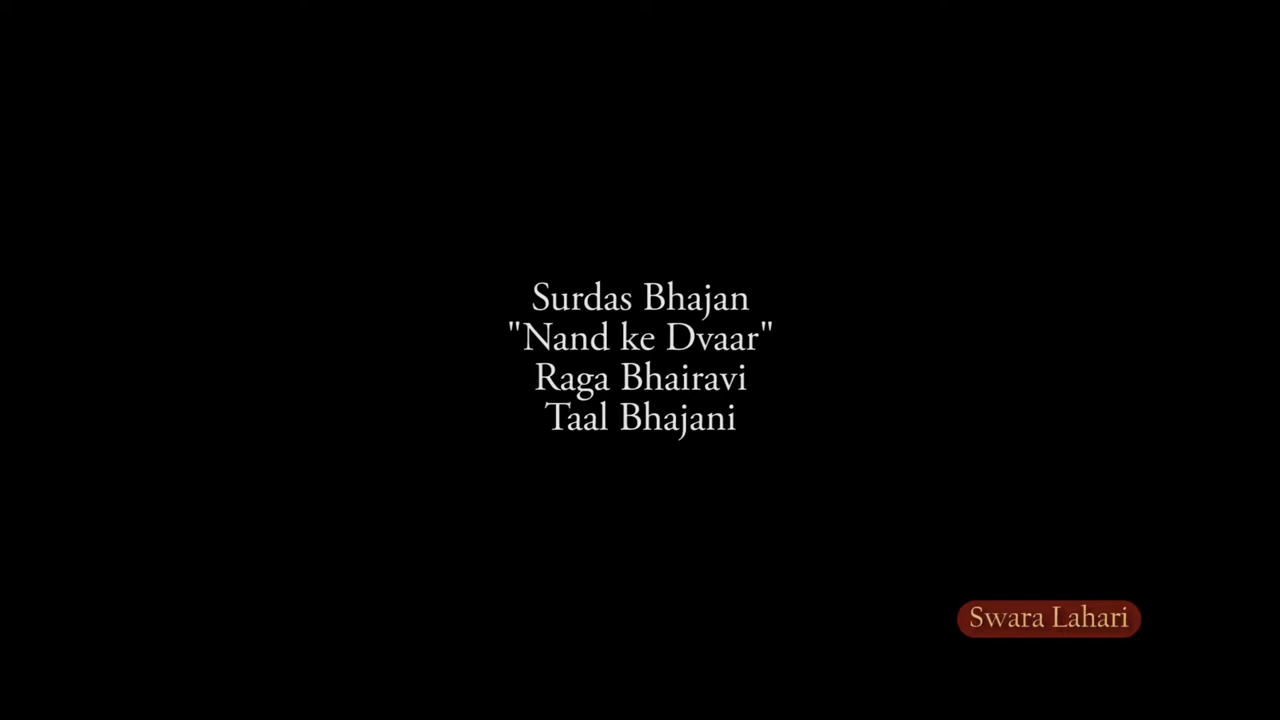 Surdas Bhajan
"Nand ke Dvaar"
Raga Bhairavi
Taal Bhajani
Swara Lahari